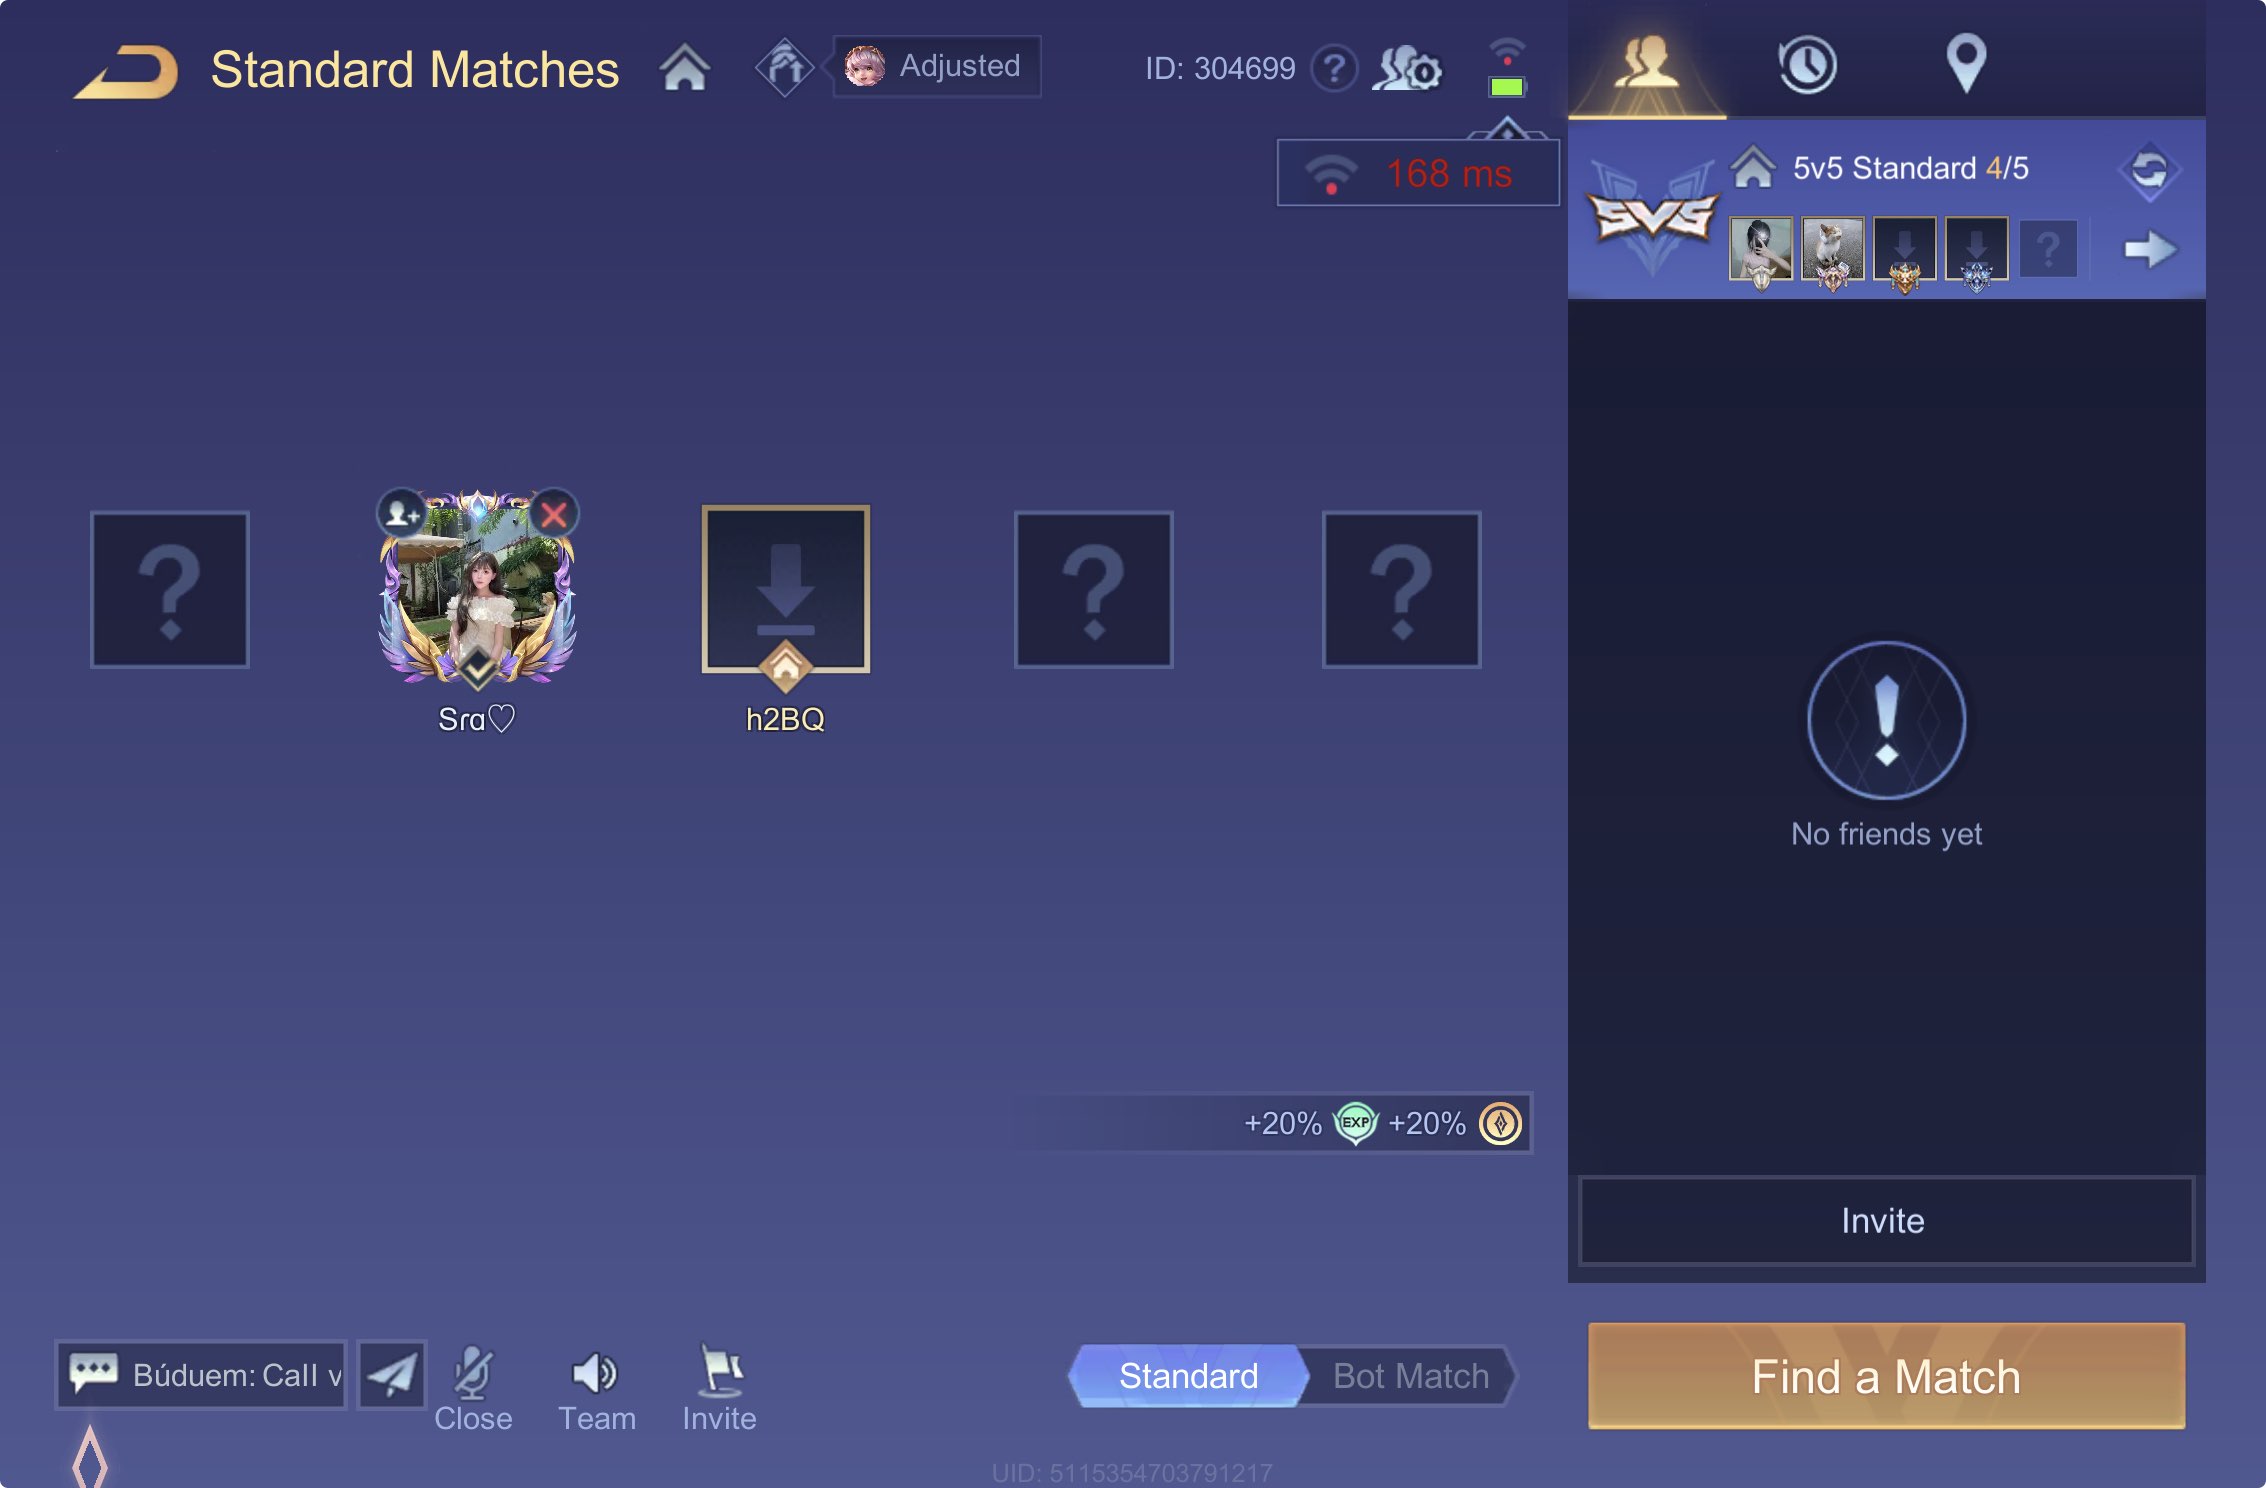 Standard Matches
Adjusted
ID: 304699
?
168 ms
5v5 Standard 4/5
5V5
?
?
?
?
?
Sra♡
h2BQ
No friends yet
+20% EXP +20%
Invite
Búduem: Call v
Close
Team
Invite
Standard
Bot Match
Find a Match
UID: 5115354703791217